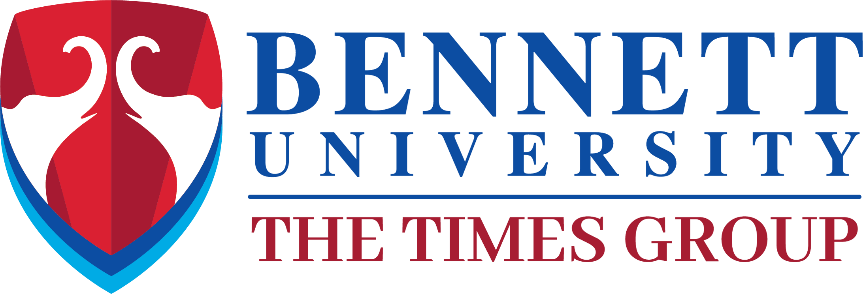 BENNETT
UNIVERSITY
THE TIMES GROUP